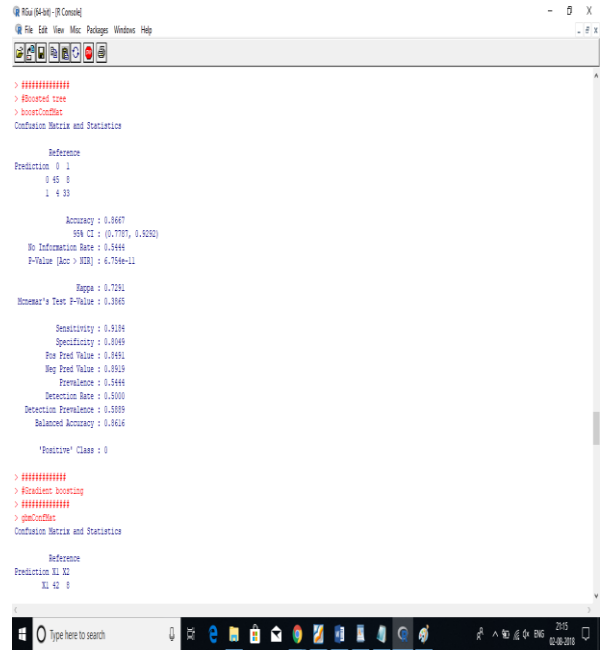 RGui (64-bit) - [R Console]
File Edit View Misc Packages Windows Help
> #############
> #Boosted tree
> boostConfMat
Confusion Matrix and Statistics
Reference
Prediction 0 1
0 45 8
1 4 33
Accuracy : 0.8667
95% CI : (0.7787, 0.9292)
No Information Rate : 0.5444
P-Value [Acc > NIR] : 6.754e-11
Kappa : 0.7291
Mcnemar's Test P-Value : 0.3865
Sensitivity : 0.9184
Specificity : 0.8049
Pos Pred Value : 0.8491
Neg Pred Value : 0.8919
Prevalence : 0.5444
Detection Rate : 0.5000
Detection Prevalence : 0.5889
Balanced Accuracy : 0.8616
'Positive' Class : 0
> ############
> #Gradient boosting
> #############
> gbmConfMat
Confusion Matrix and Statistics
Reference
Prediction X1 X2
X1 42 8
Type here to search
ENG
21:15
02-08-2018